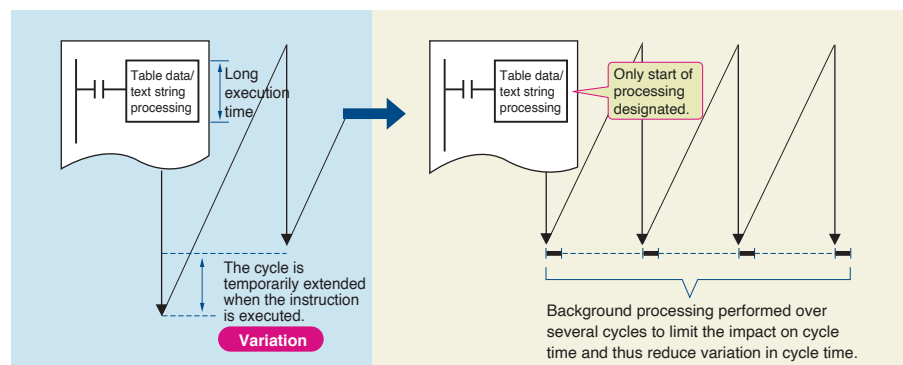 Table data/
text string
processing
Long
execution
time
The cycle is
temporarily extended
when the instruction
is executed.
Variation
Table data/
text string
processing
Only start of
processing
designated.
Background processing performed over
several cycles to limit the impact on cycle
time and thus reduce variation in cycle time.